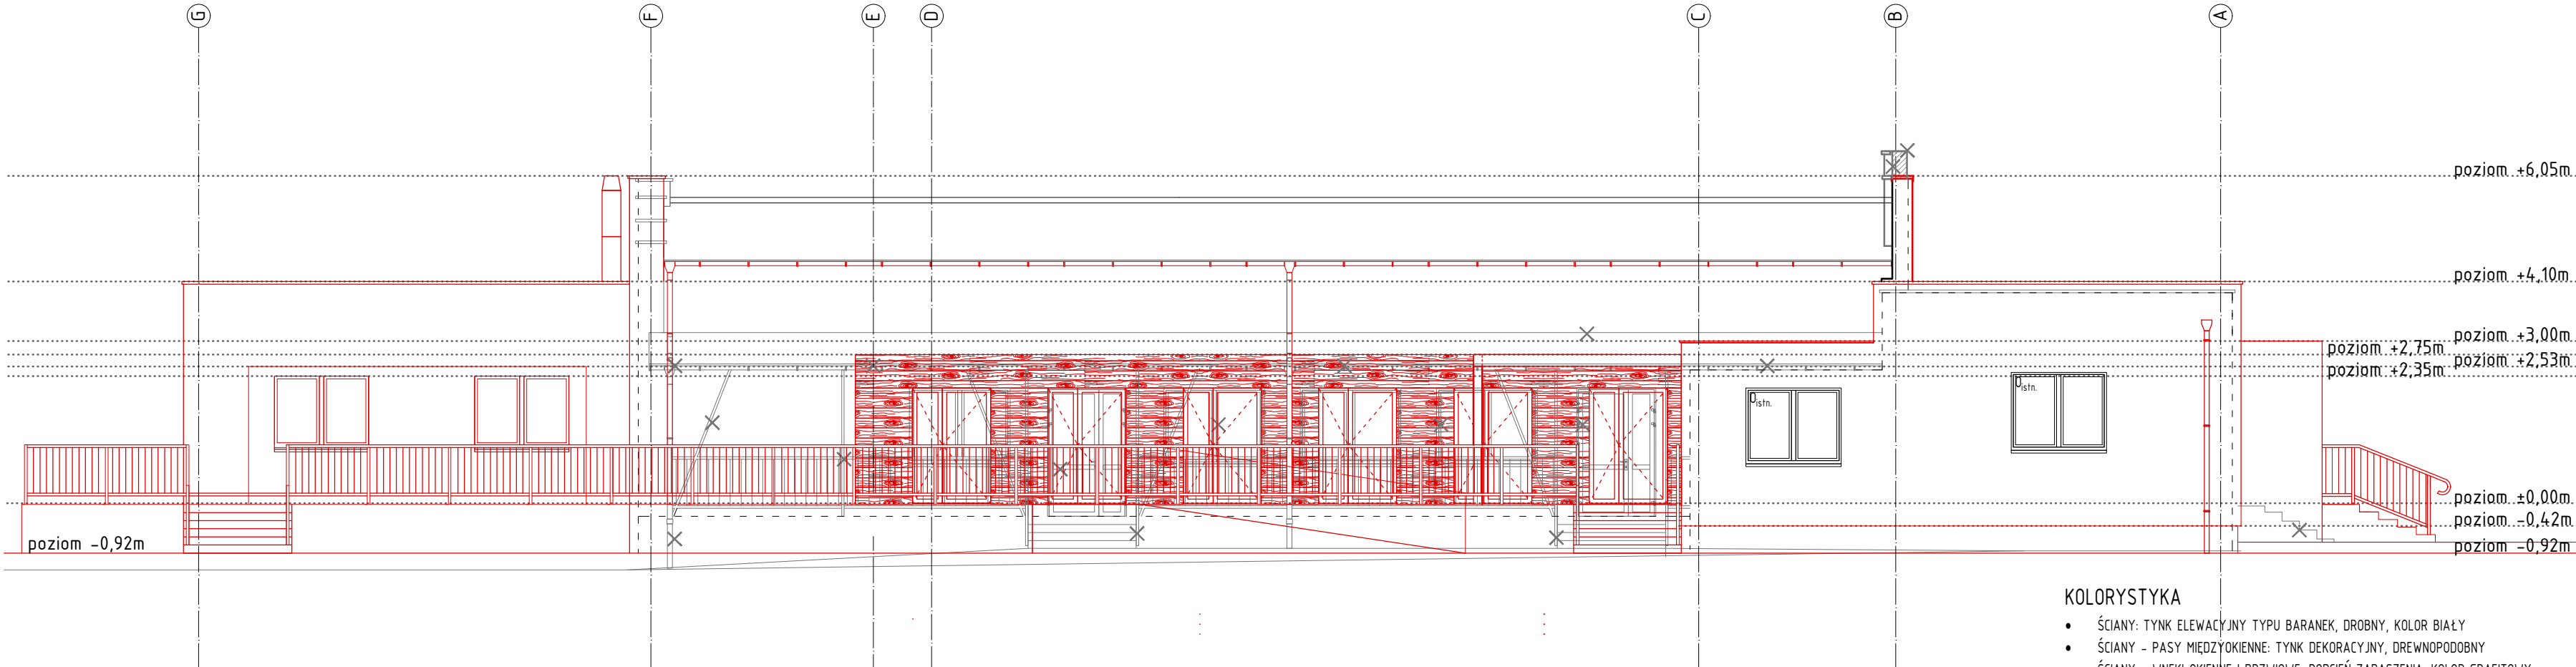 G F E D C B A
poziom +6,05m
poziom +4,10m
poziom +3,00m
poziom +2,75m
poziom +2,53m
poziom +2,35m
Oistn.
Oistn.
poziom ±0,00m
poziom -0,42m
poziom -0,92m
poziom -0,92m
KOLORYSTYKA
• ŚCIANY: TYNK ELEWACYJNY TYPU BARANEK, DROBNY, KOLOR BIAŁY
• ŚCIANY - PASY MIĘDZYOKIENNE: TYNK DEKORACYJNY, DREWNOPODOBNY